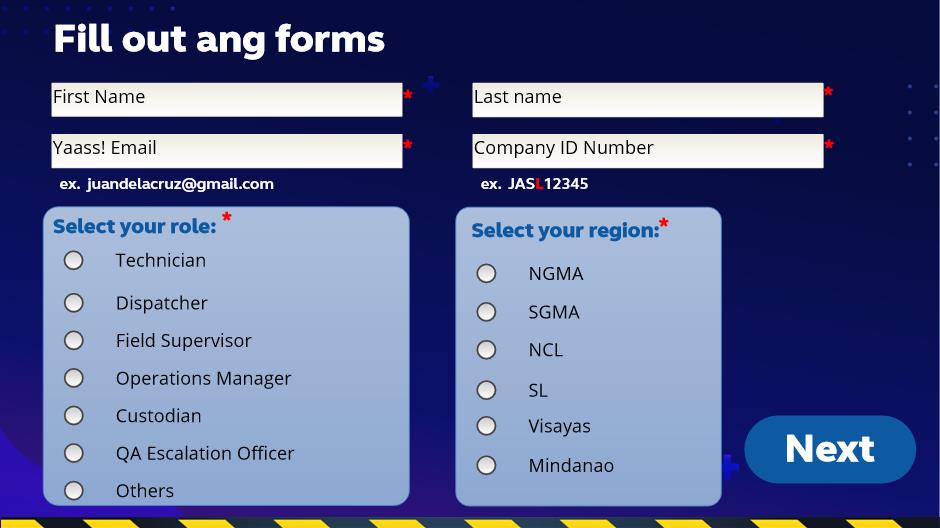 Fill out ang forms
First Name *
Last name *
Yaass! Email *
Company ID Number *
ex. juandelacruz@gmail.com
ex. JASL12345
Select your role: *
Technician
Dispatcher
Field Supervisor
Operations Manager
Custodian
QA Escalation Officer
Others
Select your region:*
NGMA
SGMA
NCL
SL
Visayas
Mindanao
Next